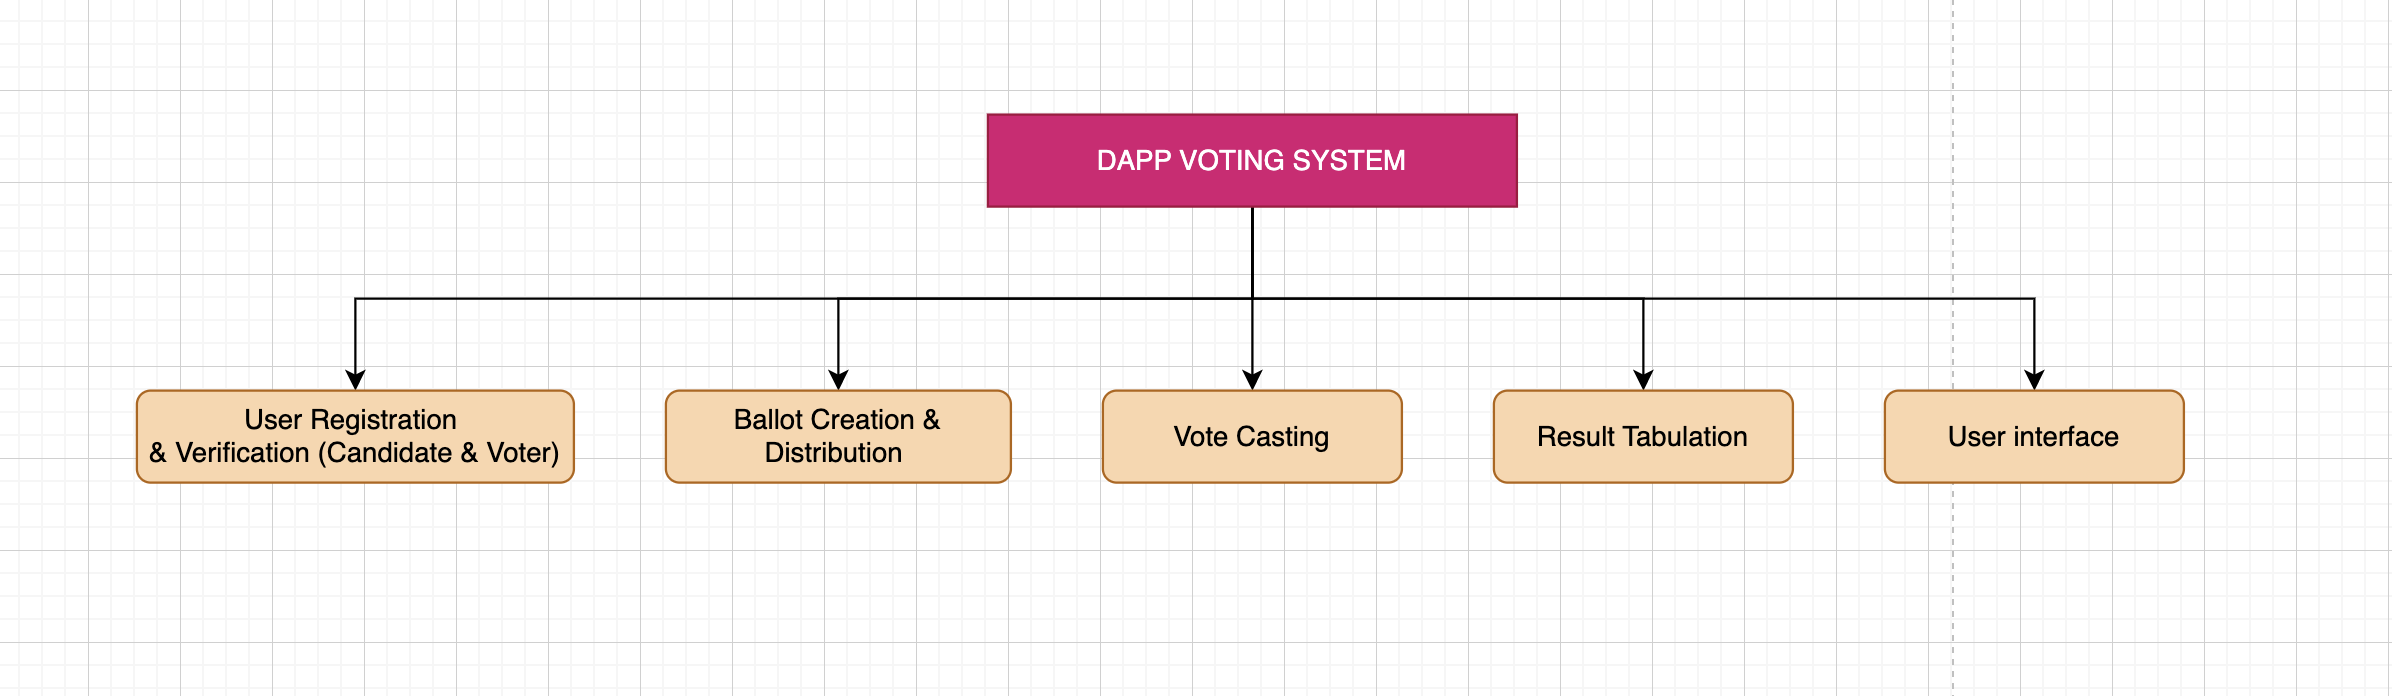 DAPP VOTING SYSTEM
User Registration
& Verification (Candidate & Voter)
Ballot Creation &
Distribution
Vote Casting
Result Tabulation
User interface